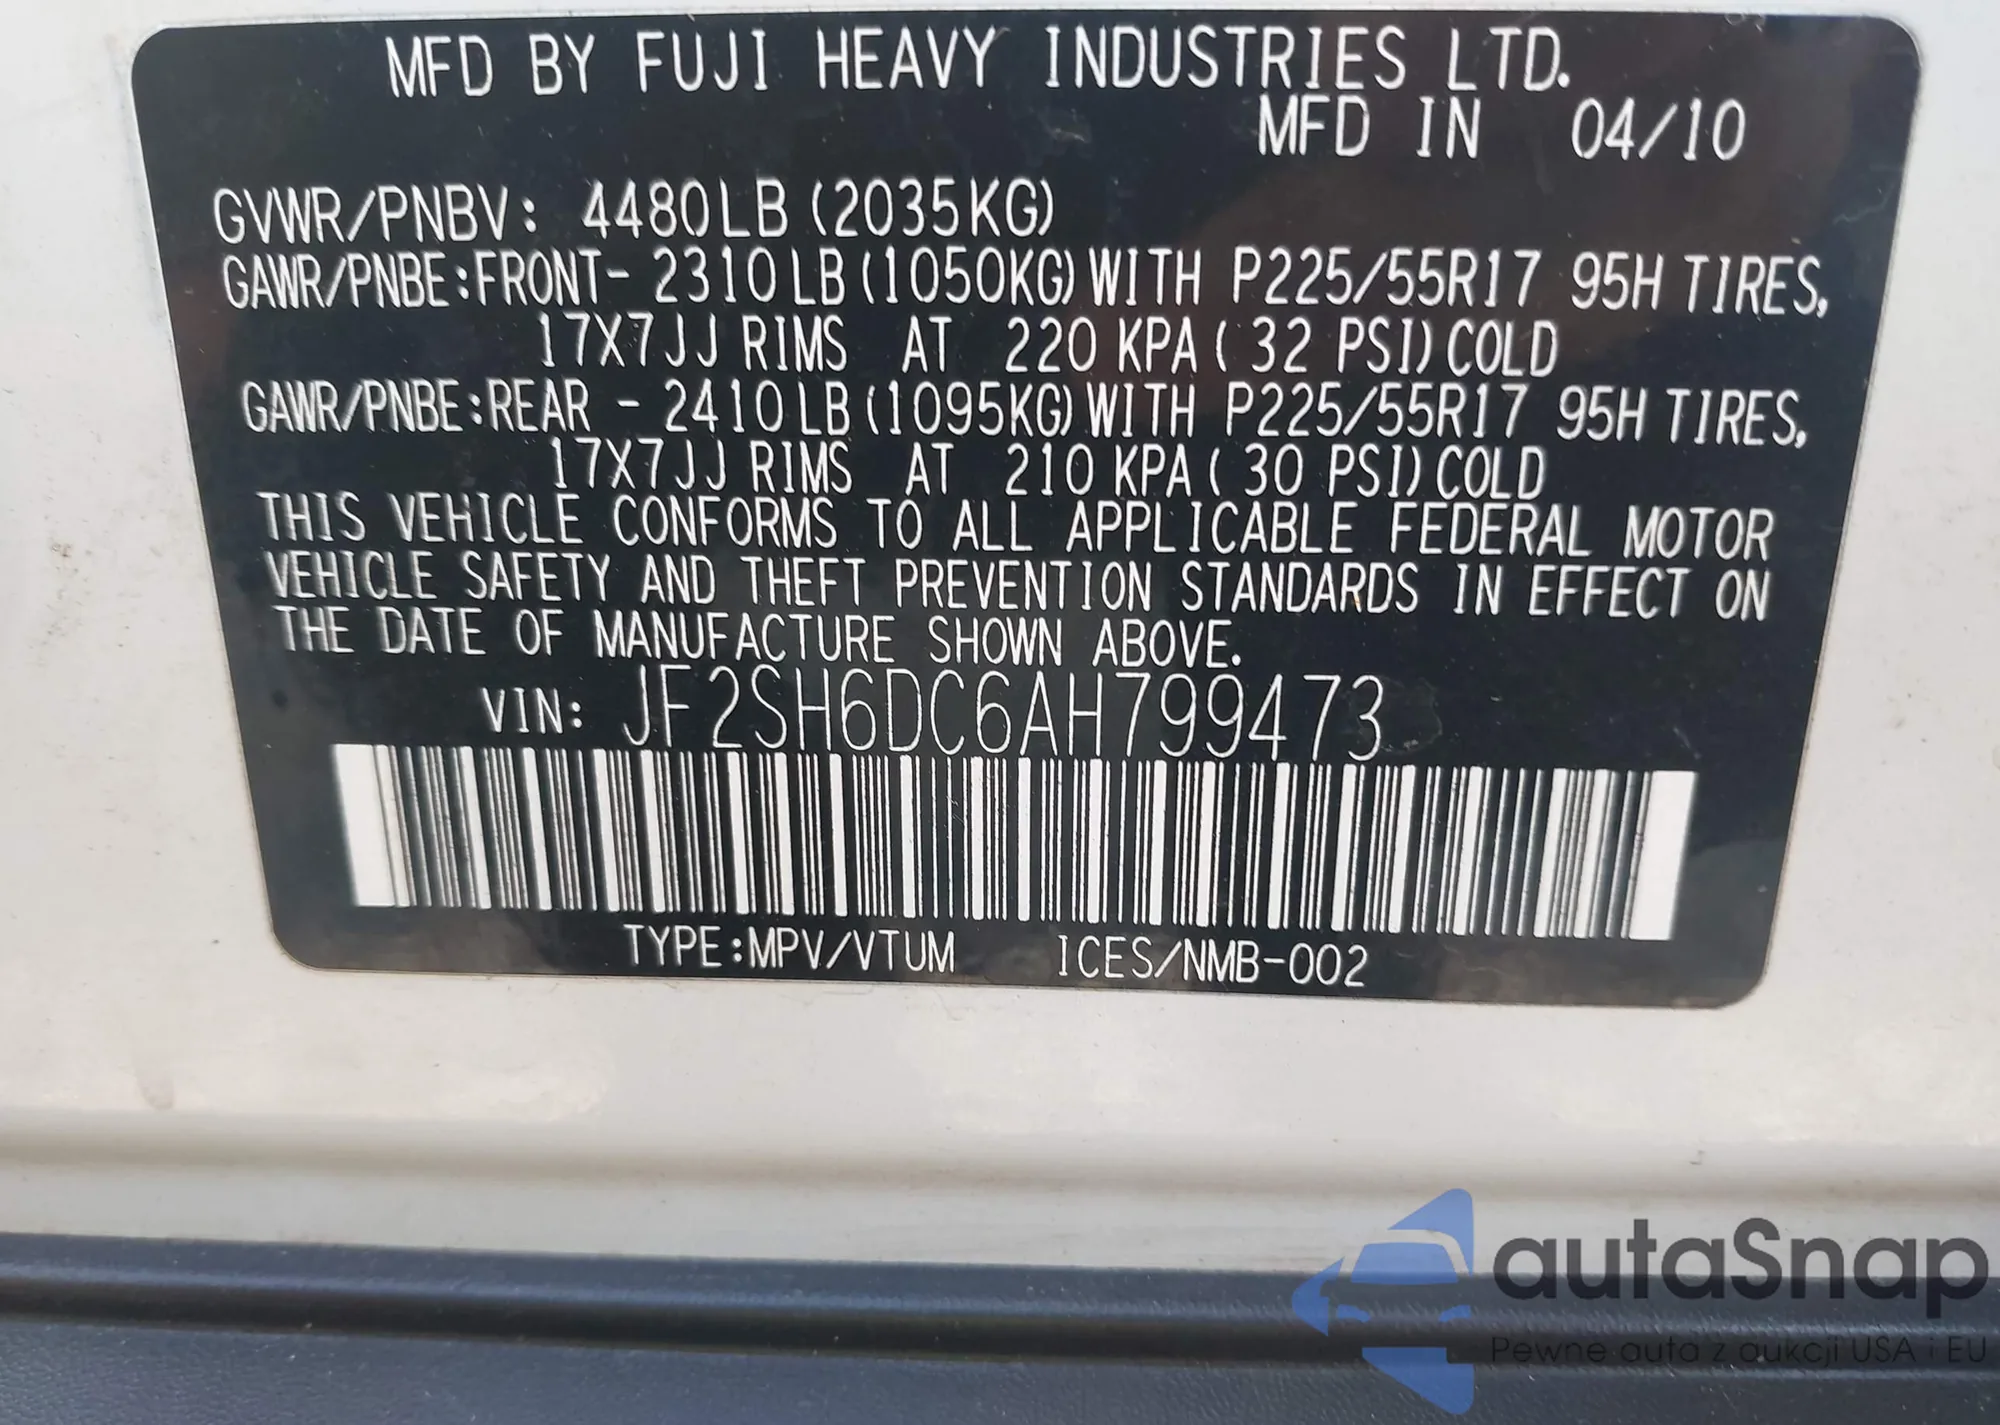 MFD BY FUJI HEAVY INDUSTRIES LTD.
MFD IN 04/10
GVWR/PNBV: 4480LB (2035KG)
GAWR/PNBE:FRONT- 2310LB (1050KG) WITH P225/55R17 95H TIRES,
17X7JJ RIMS AT 220 KPA ( 32 PSI) COLD
GAWR/PNBE:REAR - 2410LB (1095KG) WITH P225/55R17 95H TIRES,
17X7JJ RIMS AT 210 KPA ( 30 PSI) COLD
THIS VEHICLE CONFORMS TO ALL APPLICABLE FEDERAL MOTOR
VEHICLE SAFETY AND THEFT PREVENTION STANDARDS IN EFFECT ON
THE DATE OF MANUFACTURE SHOWN ABOVE.
VIN: JF2SH6DC6AH799473
TYPE:MPV/VTUM ICES/NMB-002
autaSnap
Pewne auta z aukcji USA i EU